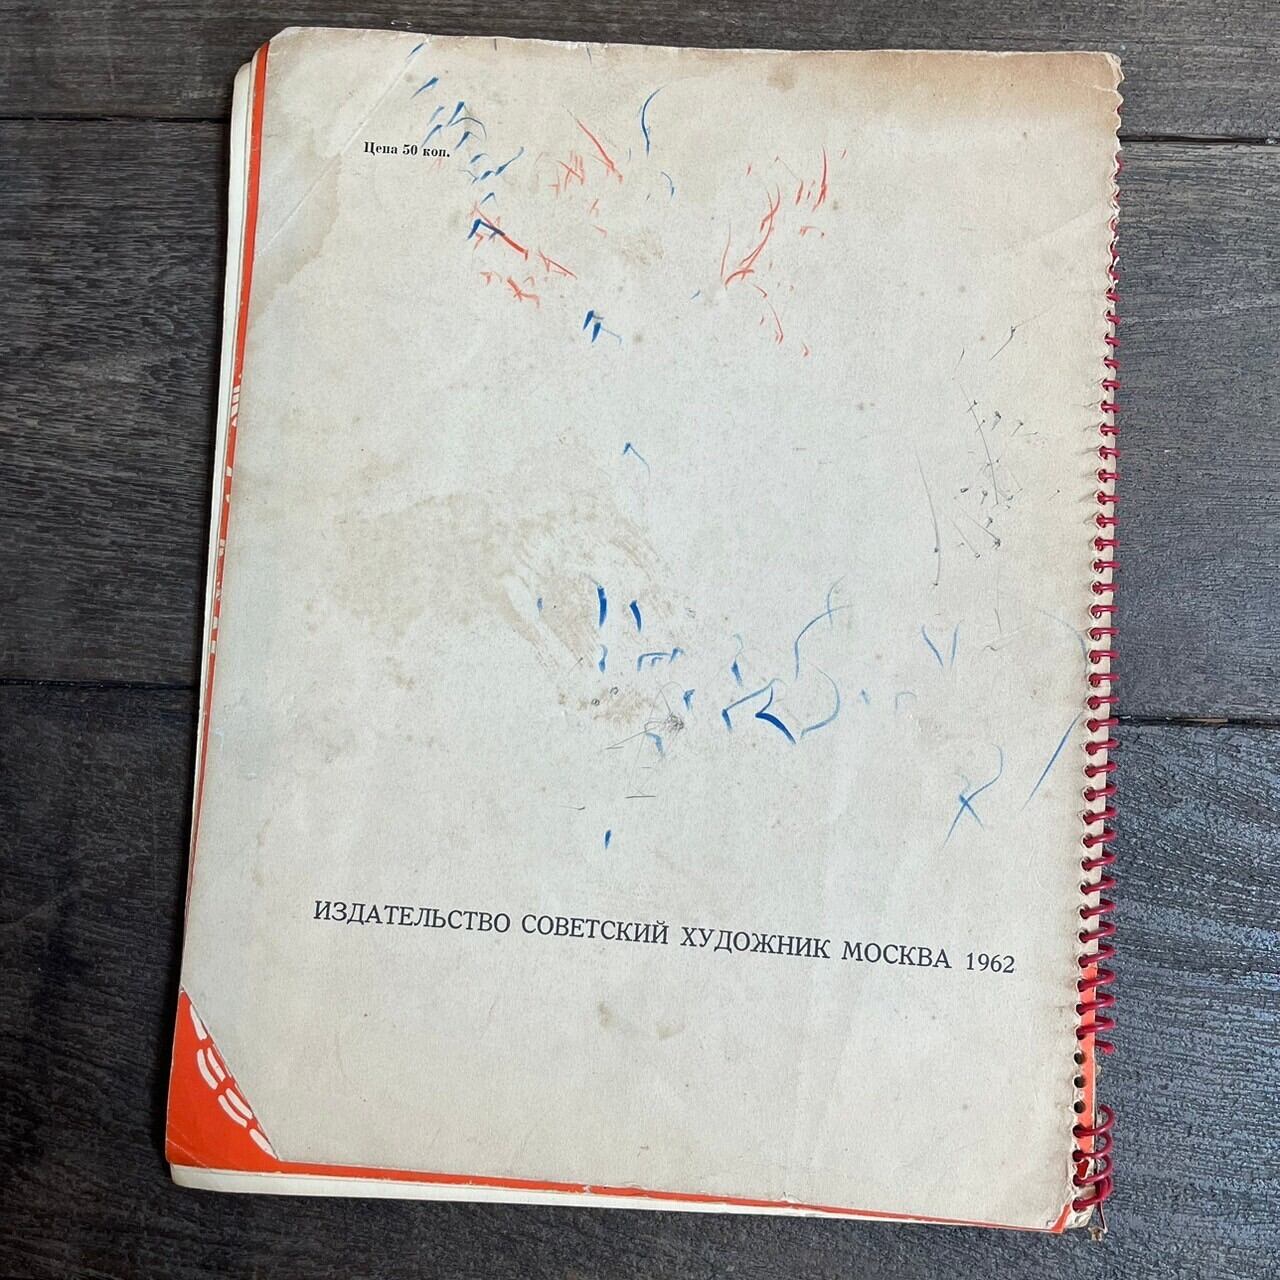 Цена 50 коп.
ИЗДАТЕЛЬСТВО СОВЕТСКИЙ ХУДОЖНИК МОСКВА 1962